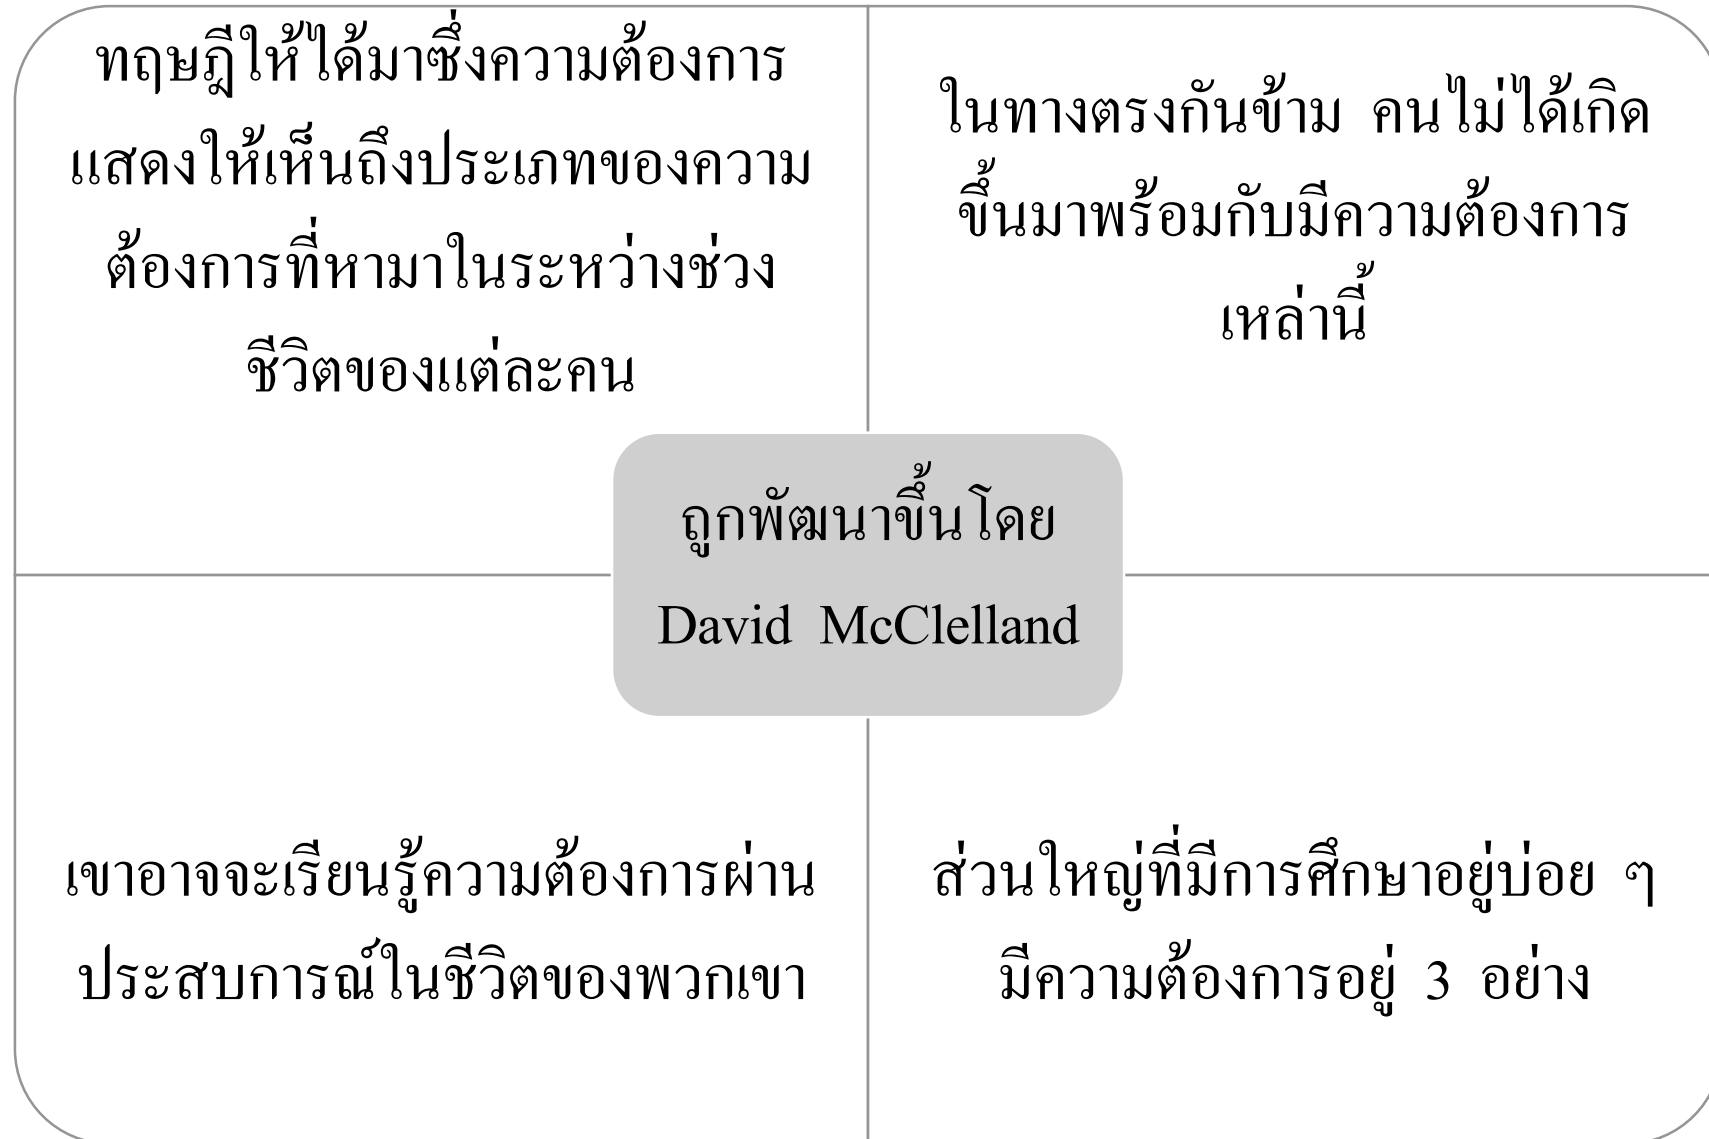 ทฤษฎีให้ได้มาซึ่งความต้องการ
แสดงให้เห็นถึงประเภทของความ
ต้องการที่หามาในระหว่างช่วง
ชีวิตของแต่ละคน
ในทางตรงกันข้าม คนไม่ได้เกิด
ขึ้นมาพร้อมกับมีความต้องการ
เหล่านี้
ถูกพัฒนาขึ้นโดย
David McClelland
เขาอาจจะเรียนรู้ความต้องการผ่าน
ประสบการณ์ในชีวิตของพวกเขา
ส่วนใหญ่ที่มีการศึกษาอยู่บ่อย ๆ
มีความต้องการอยู่ 3 อย่าง